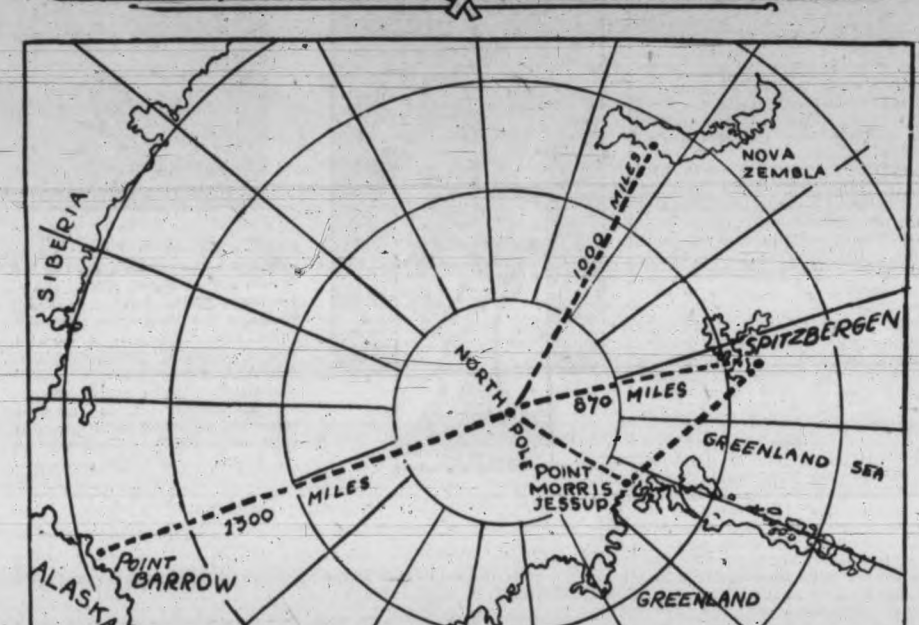 NOVA
ZEMBLA
1000 MILES
SIBERIA
SPITZBERGEN
NORTH
POLE
870 MILES
GREENLAND SEA
POINT
MORRIS
JESSUP
1300 MILES
POINT
BARROW
ALASKA
GREENLAND